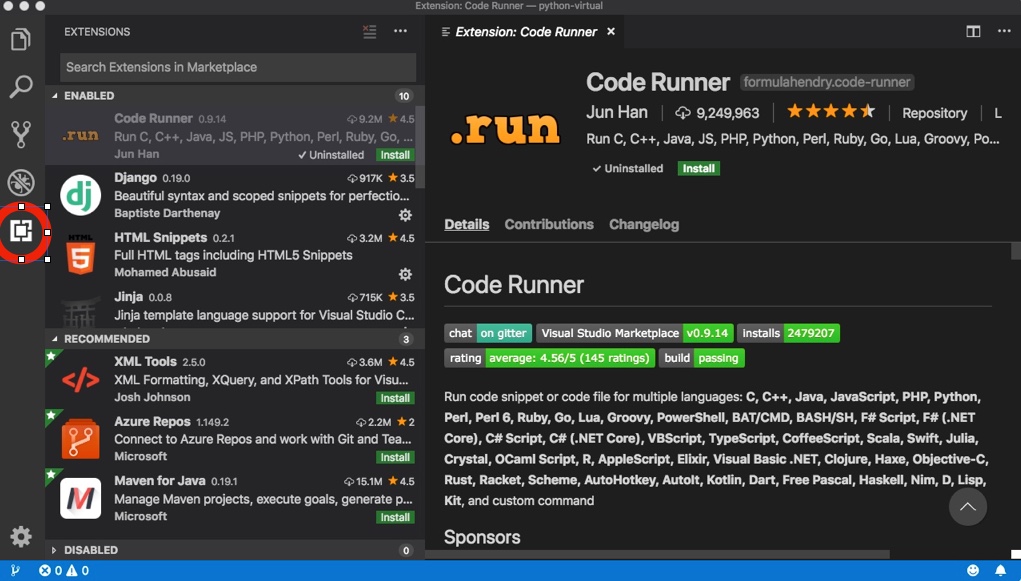 Extension: Code Runner — python-virtual
EXTENSIONS
Search Extensions in Marketplace
ENABLED 10
Code Runner 0.9.14 9.2M 4.5
Run C, C++, Java, JS, PHP, Python, Perl, Ruby, Go, ...
Jun Han Uninstalled Install
Django 0.19.0 917K 3.5
Beautiful syntax and scoped snippets for perfectio...
Baptiste Darthenay
HTML Snippets 0.2.1 3.2M 4.5
Full HTML tags including HTML5 Snippets
Mohamed Abusaid
Jinja 0.0.8 715K 3.5
Jinja template language support for Visual Studio C...
RECOMMENDED 3
XML Tools 2.5.0 3.6M 4.5
XML Formatting, XQuery, and XPath Tools for Visu...
Josh Johnson Install
Azure Repos 1.149.2 2.2M 2
Connect to Azure Repos and work with Git and Tea...
Microsoft Install
Maven for Java 0.19.1 15.1M 4.5
Manage Maven projects, execute goals, generate p...
Microsoft Install
DISABLED 0
0 0
.run
dj
HTML
5
M
Extension: Code Runner
.run
Code Runner formulahendry.code-runner
Jun Han 9,249,963 Repository L
Run C, C++, Java, JS, PHP, Python, Perl, Ruby, Go, Lua, Groovy, Po...
Uninstalled Install
Details Contributions Changelog
Code Runner
chat on gitter Visual Studio Marketplace v0.9.14 installs 2479207
rating average: 4.56/5 (145 ratings) build passing
Run code snippet or code file for multiple languages: C, C++, Java, JavaScript, PHP, Python,
Perl, Perl 6, Ruby, Go, Lua, Groovy, PowerShell, BAT/CMD, BASH/SH, F# Script, F# (.NET
Core), C# Script, C# (.NET Core), VBScript, TypeScript, CoffeeScript, Scala, Swift, Julia,
Crystal, OCaml Script, R, AppleScript, Elixir, Visual Basic .NET, Clojure, Haxe, Objective-C,
Rust, Racket, Scheme, AutoHotkey, AutoIt, Kotlin, Dart, Free Pascal, Haskell, Nim, D, Lisp,
Kit, and custom command
Sponsors